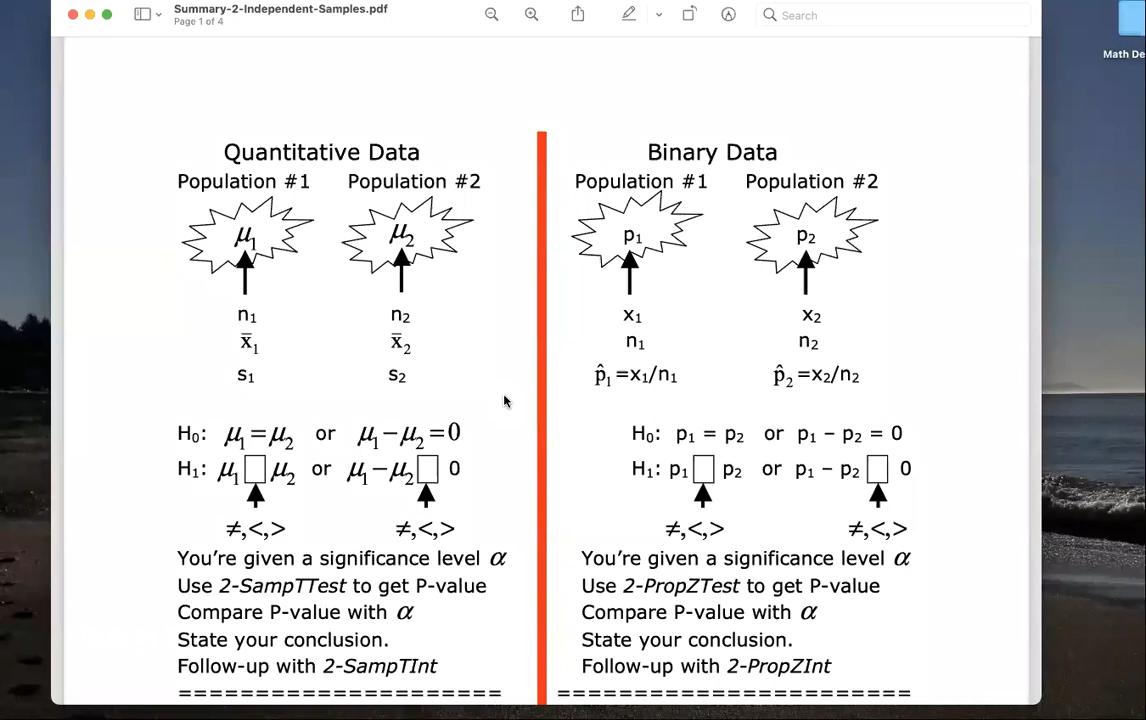 Summary-2-Independent-Samples.pdf
Page 1 of 4
Search
Math De
Quantitative Data
Population #1 Population #2
μ₁ μ₂
n₁ n₂
x̄₁ x̄₂
s₁ s₂
H₀: μ₁=μ₂ or μ₁−μ₂=0
H₁: μ₁ □ μ₂ or μ₁−μ₂ □ 0
≠,<,> ≠,<,>
You're given a significance level α
Use 2-SampTTest to get P-value
Compare P-value with α
State your conclusion.
Follow-up with 2-SampTInt
=====================
Binary Data
Population #1 Population #2
p₁ p₂
x₁ x₂
n₁ n₂
p̂₁=x₁/n₁ p̂₂=x₂/n₂
H₀: p₁ = p₂ or p₁ − p₂ = 0
H₁: p₁ □ p₂ or p₁ − p₂ □ 0
≠,<,> ≠,<,>
You're given a significance level α
Use 2-PropZTest to get P-value
Compare P-value with α
State your conclusion.
Follow-up with 2-PropZInt
=======================